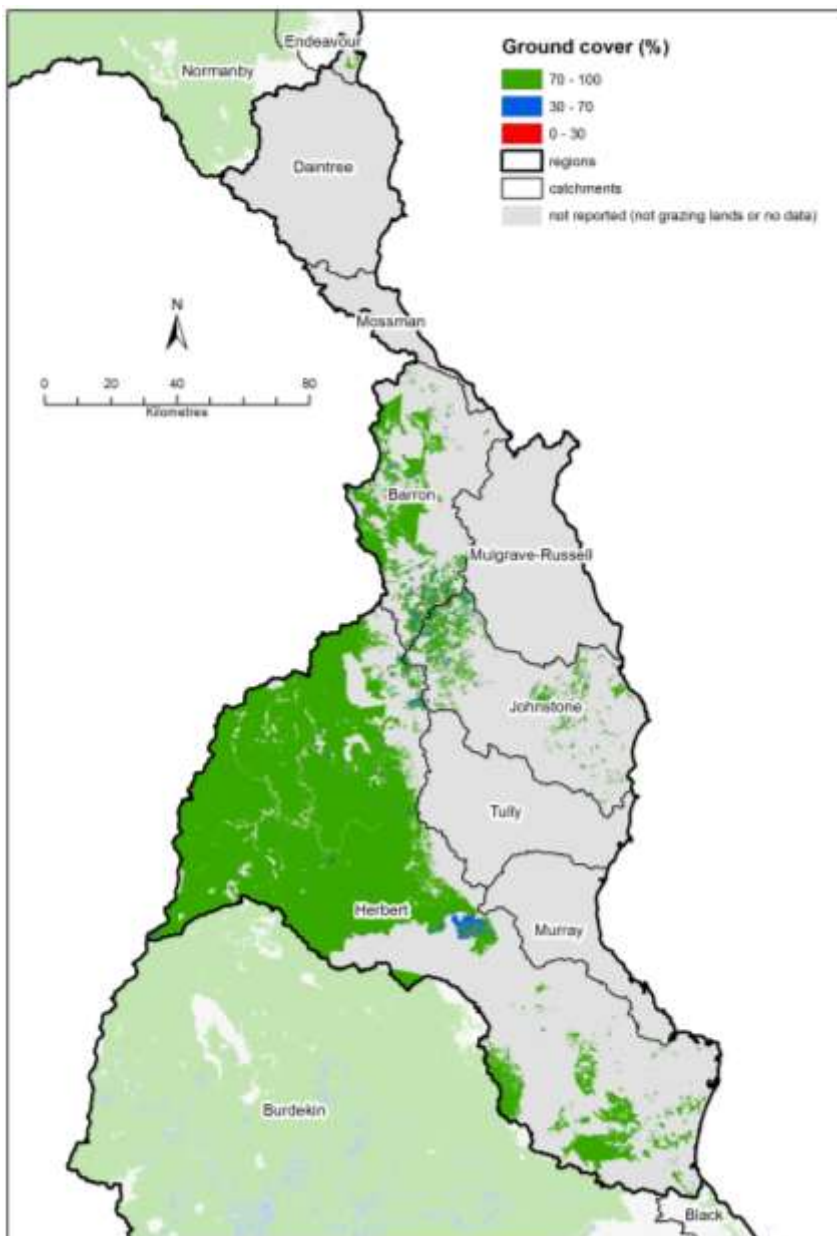 Endeavour
Normanby
Ground cover (%)
70 - 100
30 - 70
0 - 30
regions
catchments
not reported (not grazing lands or no data)
Daintree
N
Mossman
0 20 40 80
Kilometres
Barron
Mulgrave-Russell
Johnstone
Tully
Herbert
Murray
Burdekin
Black